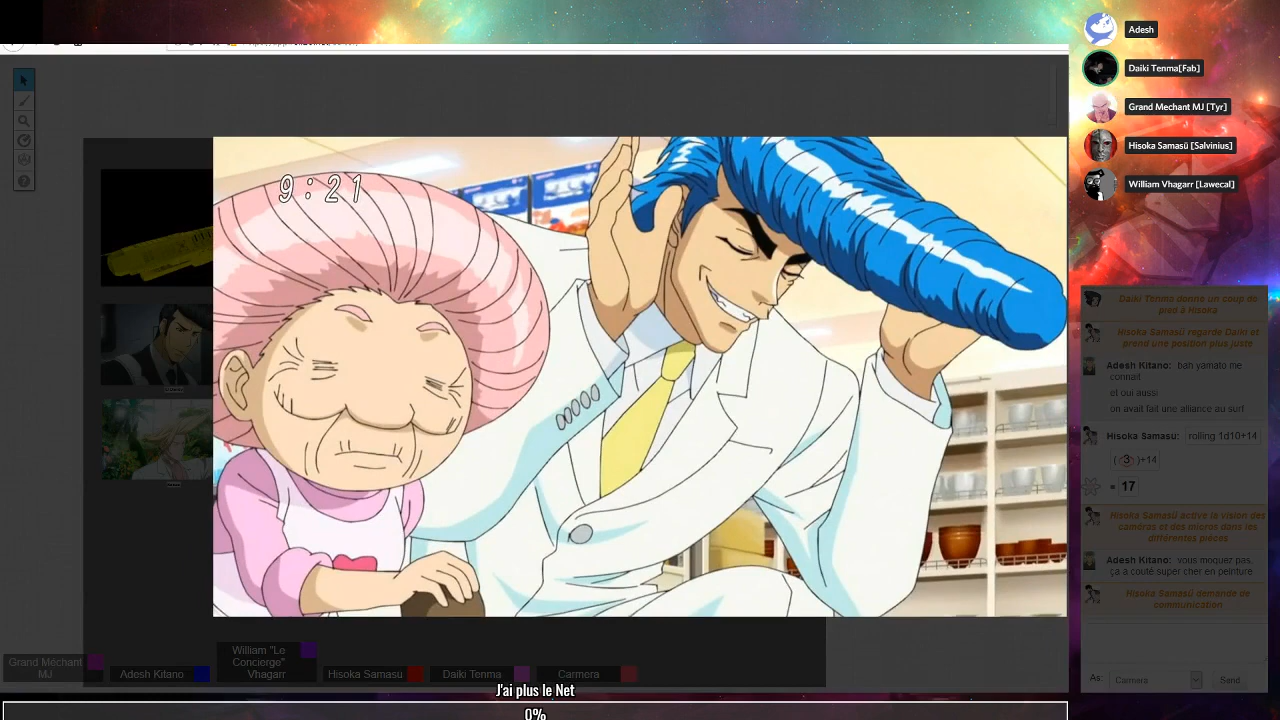 Adesh
Daiki Tenma[Fab]
Grand Mechant MJ [Tyr]
Hisoka Samasü [Salvinius]
William Vhagarr [Lawecal]
9:21
Daiki Tenma donne un coup de
pied à Hisoka
Hisoka Samasü regarde Daiki et
prend une position plus juste
Adesh Kitano: bah yamato me
connait
et oui aussi
on avait fait une alliance au surf
Hisoka Samasu: rolling 1d10+14
(3)+14
= 17
Hisoka Samasü active la vision des
caméras et des micros dans les
différentes pièces
Adesh Kitano: vous moquez pas,
ça a couté super cher en peinture
Hisoka Samasü demande de
communication
As: Carmera Send
Grand Méchant
MJ
Adesh Kitano
William "Le
Concierge"
Vhagarr
Hisoka Samasu
Daiki Tenma
Carmera
J'ai plus le Net
0%